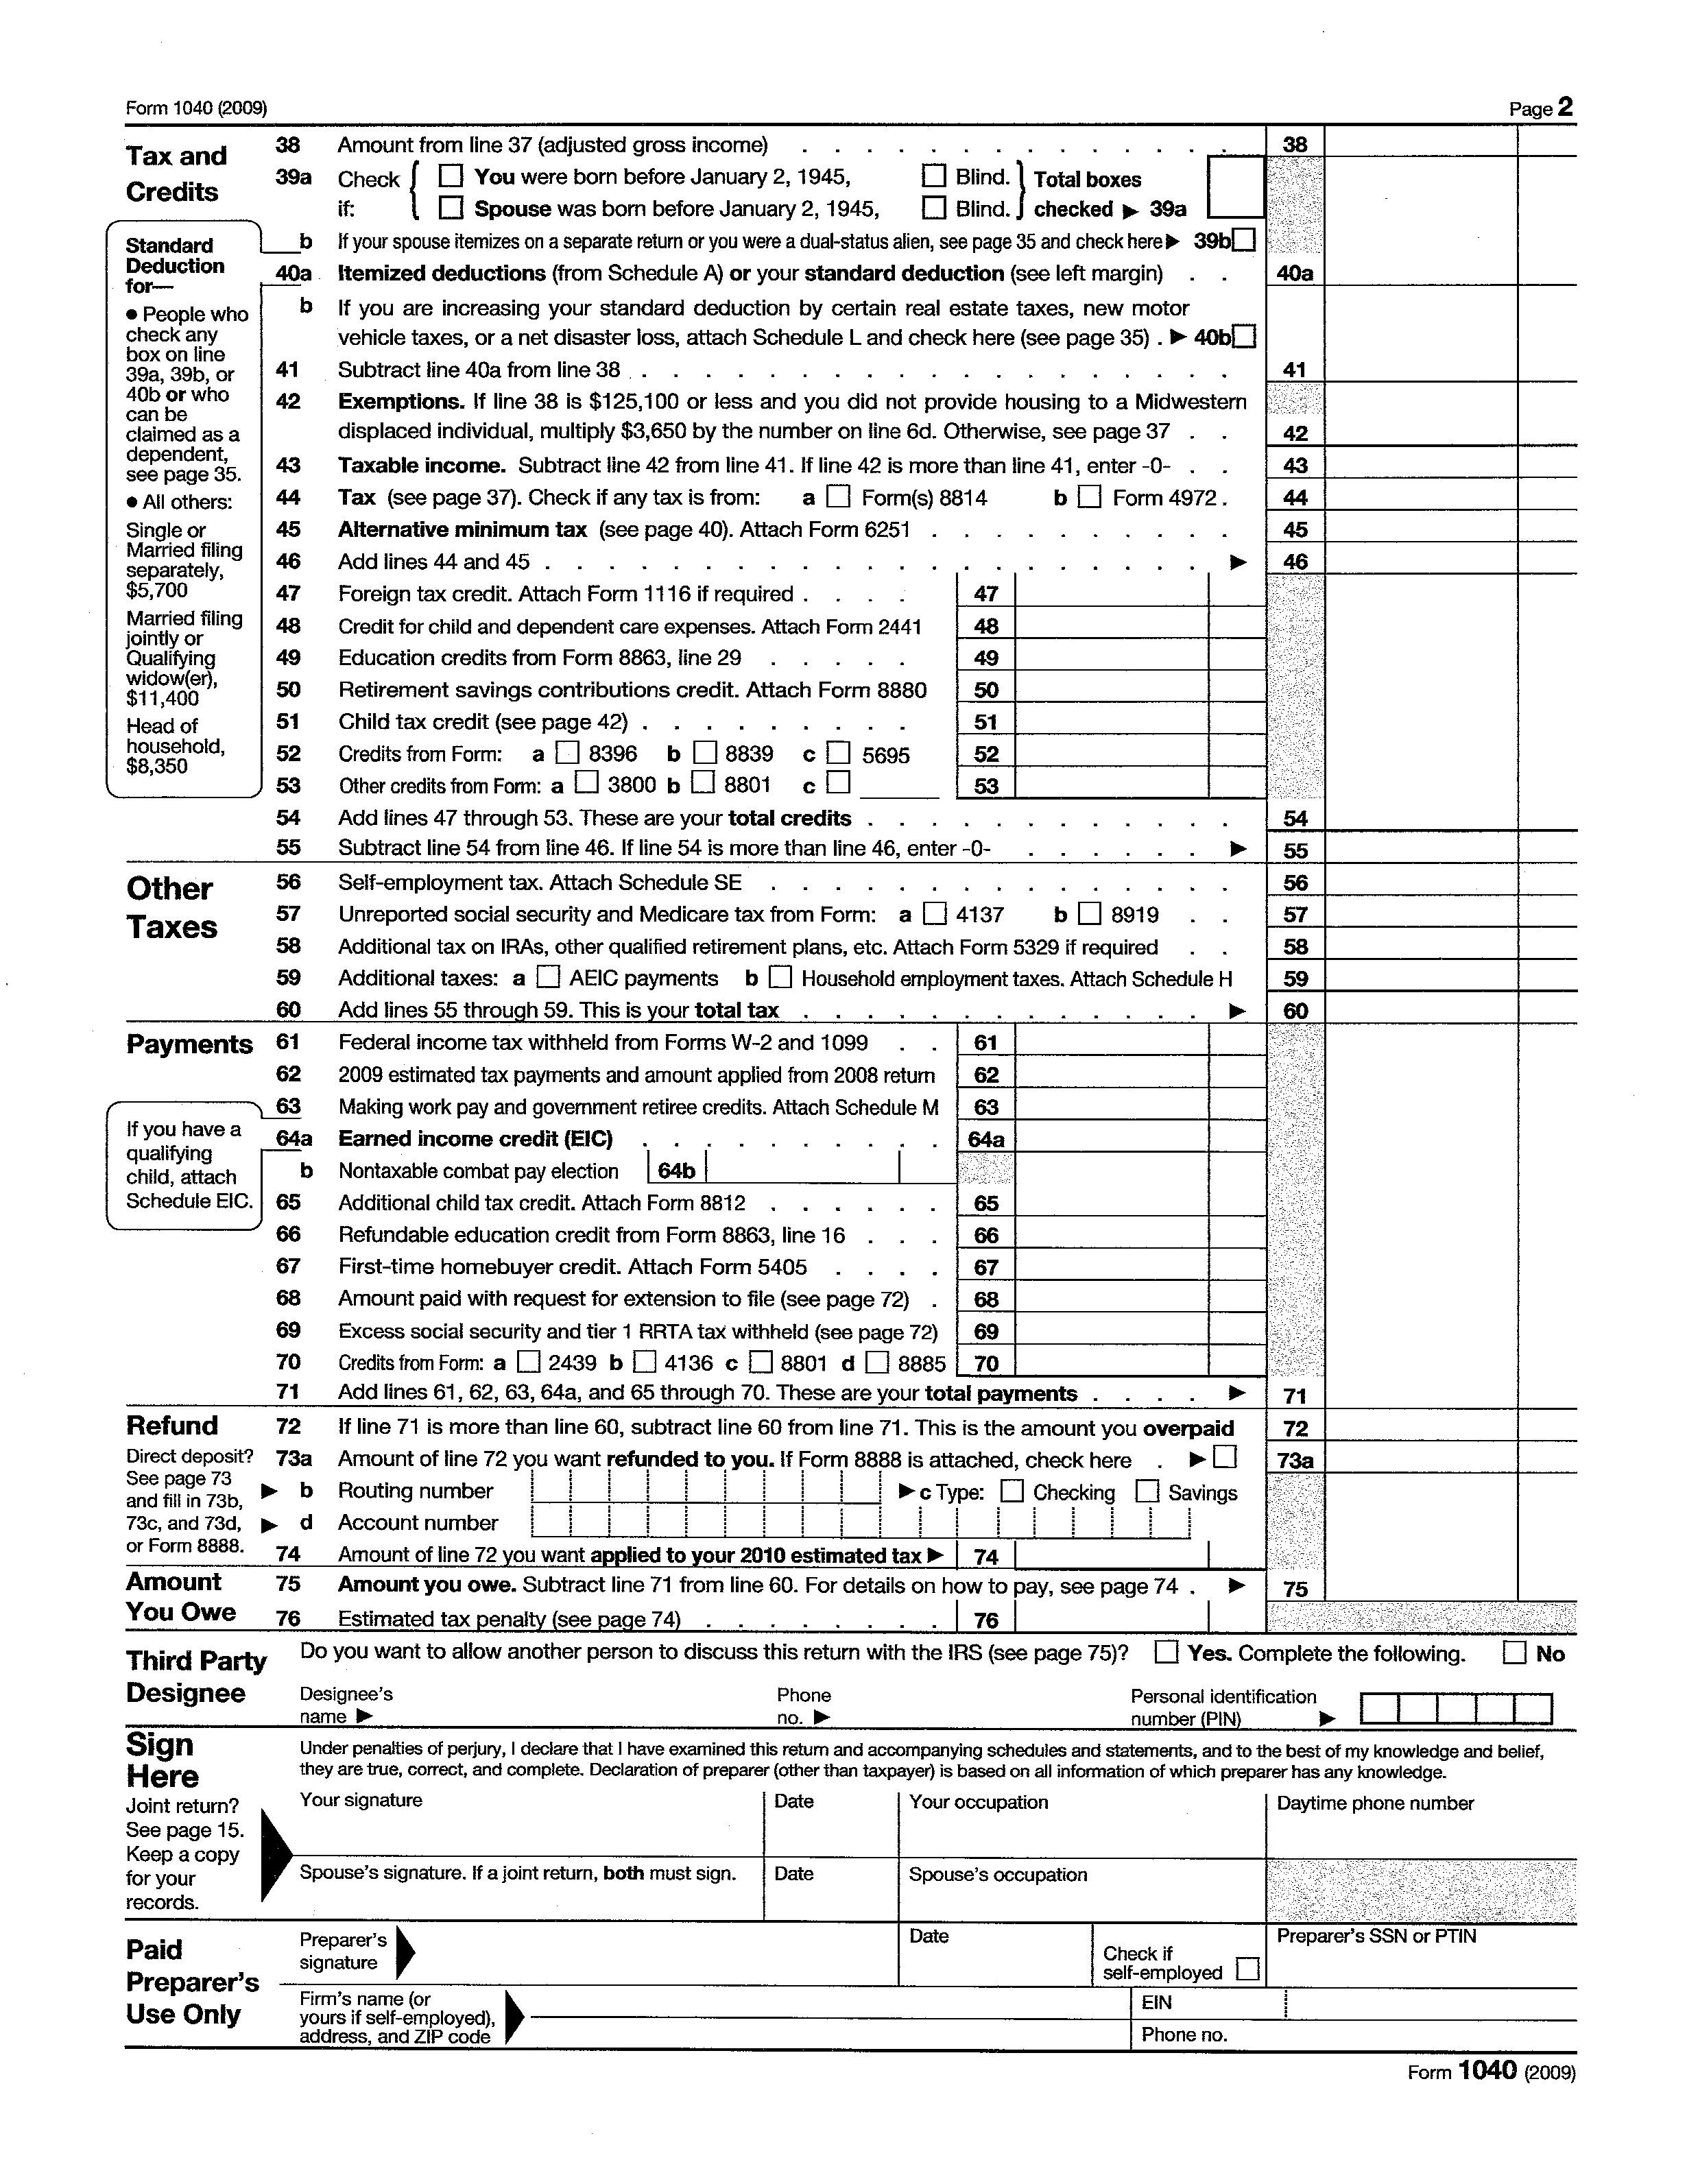 Form 1040 (2009) Page 2
Tax and Credits
38 Amount from line 37 (adjusted gross income) . . . . . . . . . . . . . . 38
39a Check if: { ☐ You were born before January 2, 1945, ☐ Blind. } Total boxes
☐ Spouse was born before January 2, 1945, ☐ Blind. } checked ▶ 39a
b If your spouse itemizes on a separate return or you were a dual-status alien, see page 35 and check here ▶ 39b ☐
Standard
Deduction
for—
• People who
check any
box on line
39a, 39b, or
40b or who
can be
claimed as a
dependent,
see page 35.
• All others:
Single or
Married filing
separately,
$5,700
Married filing
jointly or
Qualifying
widow(er),
$11,400
Head of
household,
$8,350
40a Itemized deductions (from Schedule A) or your standard deduction (see left margin) . . 40a
b If you are increasing your standard deduction by certain real estate taxes, new motor
vehicle taxes, or a net disaster loss, attach Schedule L and check here (see page 35) . ▶ 40b ☐
41 Subtract line 40a from line 38 . . . . . . . . . . . . . . . . . . . 41
42 Exemptions. If line 38 is $125,100 or less and you did not provide housing to a Midwestern
displaced individual, multiply $3,650 by the number on line 6d. Otherwise, see page 37 . . 42
43 Taxable income. Subtract line 42 from line 41. If line 42 is more than line 41, enter -0- . . 43
44 Tax (see page 37). Check if any tax is from: a ☐ Form(s) 8814 b ☐ Form 4972 . 44
45 Alternative minimum tax (see page 40). Attach Form 6251 . . . . . . . . . . 45
46 Add lines 44 and 45 . . . . . . . . . . . . . . . . . . . . . ▶ 46
47 Foreign tax credit. Attach Form 1116 if required . . . . 47
48 Credit for child and dependent care expenses. Attach Form 2441 48
49 Education credits from Form 8863, line 29 . . . . . 49
50 Retirement savings contributions credit. Attach Form 8880 50
51 Child tax credit (see page 42) . . . . . . . . . 51
52 Credits from Form: a ☐ 8396 b ☐ 8839 c ☐ 5695 52
53 Other credits from Form: a ☐ 3800 b ☐ 8801 c ☐ 53
54 Add lines 47 through 53. These are your total credits . . . . . . . . . . . . 54
55 Subtract line 54 from line 46. If line 54 is more than line 46, enter -0- . . . . . . ▶ 55
Other
Taxes
56 Self-employment tax. Attach Schedule SE . . . . . . . . . . . . . . . 56
57 Unreported social security and Medicare tax from Form: a ☐ 4137 b ☐ 8919 . . 57
58 Additional tax on IRAs, other qualified retirement plans, etc. Attach Form 5329 if required . . 58
59 Additional taxes: a ☐ AEIC payments b ☐ Household employment taxes. Attach Schedule H 59
60 Add lines 55 through 59. This is your total tax . . . . . . . . . . . . . ▶ 60
Payments
61 Federal income tax withheld from Forms W-2 and 1099 . . 61
62 2009 estimated tax payments and amount applied from 2008 return 62
63 Making work pay and government retiree credits. Attach Schedule M 63
If you have a
qualifying
child, attach
Schedule EIC.
64a Earned income credit (EIC) . . . . . . . . . . 64a
b Nontaxable combat pay election 64b
65 Additional child tax credit. Attach Form 8812 . . . . . . 65
66 Refundable education credit from Form 8863, line 16 . . . 66
67 First-time homebuyer credit. Attach Form 5405 . . . . 67
68 Amount paid with request for extension to file (see page 72) . 68
69 Excess social security and tier 1 RRTA tax withheld (see page 72) 69
70 Credits from Form: a ☐ 2439 b ☐ 4136 c ☐ 8801 d ☐ 8885 70
71 Add lines 61, 62, 63, 64a, and 65 through 70. These are your total payments . . . . ▶ 71
Refund
Direct deposit?
See page 73
and fill in 73b,
73c, and 73d,
or Form 8888.
72 If line 71 is more than line 60, subtract line 60 from line 71. This is the amount you overpaid 72
73a Amount of line 72 you want refunded to you. If Form 8888 is attached, check here . ▶ ☐ 73a
▶ b Routing number ▶ c Type: ☐ Checking ☐ Savings
▶ d Account number
74 Amount of line 72 you want applied to your 2010 estimated tax ▶ 74
Amount
You Owe
75 Amount you owe. Subtract line 71 from line 60. For details on how to pay, see page 74 . ▶ 75
76 Estimated tax penalty (see page 74) . . . . . . . . 76
Third Party
Designee
Do you want to allow another person to discuss this return with the IRS (see page 75)? ☐ Yes. Complete the following. ☐ No
Designee's
name ▶
Phone
no. ▶
Personal identification
number (PIN) ▶
Sign
Here
Joint return?
See page 15.
Keep a copy
for your
records.
Under penalties of perjury, I declare that I have examined this return and accompanying schedules and statements, and to the best of my knowledge and belief,
they are true, correct, and complete. Declaration of preparer (other than taxpayer) is based on all information of which preparer has any knowledge.
Your signature Date Your occupation Daytime phone number
Spouse's signature. If a joint return, both must sign. Date Spouse's occupation
Paid
Preparer's
Use Only
Preparer's
signature
Date
Check if
self-employed ☐
Preparer's SSN or PTIN
Firm's name (or
yours if self-employed),
address, and ZIP code
EIN
Phone no.
Form 1040 (2009)